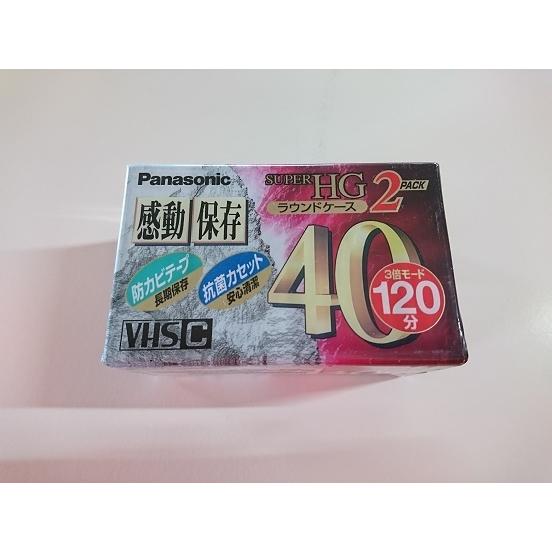 Panasonic
SUPER HG 2 PACK
ラウンドケース
感動 保存
防カビテープ
長期保存
抗菌カセット
安心清潔
40
3倍モード
120
分
VHSC